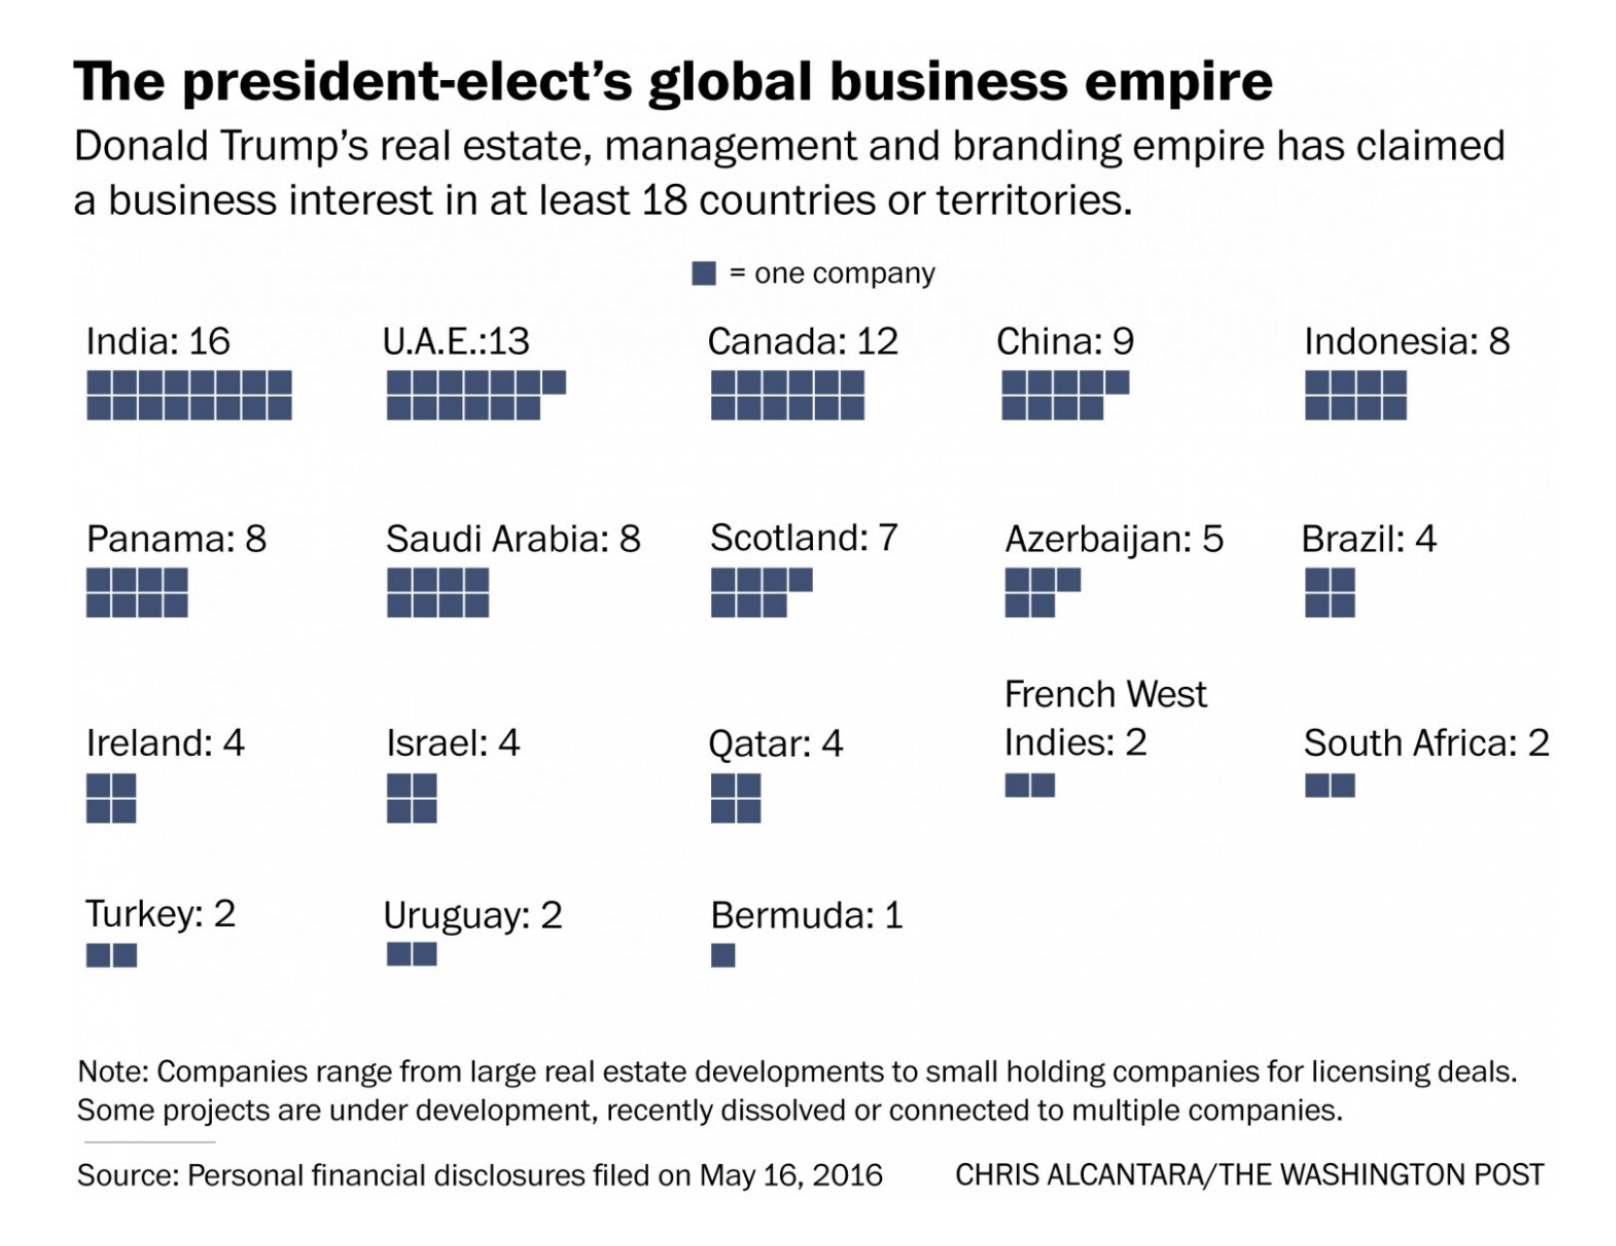 The president-elect’s global business empire
Donald Trump’s real estate, management and branding empire has claimed
a business interest in at least 18 countries or territories.
= one company
India: 16
U.A.E.:13
Canada: 12
China: 9
Indonesia: 8
Panama: 8
Saudi Arabia: 8
Scotland: 7
Azerbaijan: 5
Brazil: 4
Ireland: 4
Israel: 4
Qatar: 4
French West
Indies: 2
South Africa: 2
Turkey: 2
Uruguay: 2
Bermuda: 1
Note: Companies range from large real estate developments to small holding companies for licensing deals.
Some projects are under development, recently dissolved or connected to multiple companies.
Source: Personal financial disclosures filed on May 16, 2016
CHRIS ALCANTARA/THE WASHINGTON POST